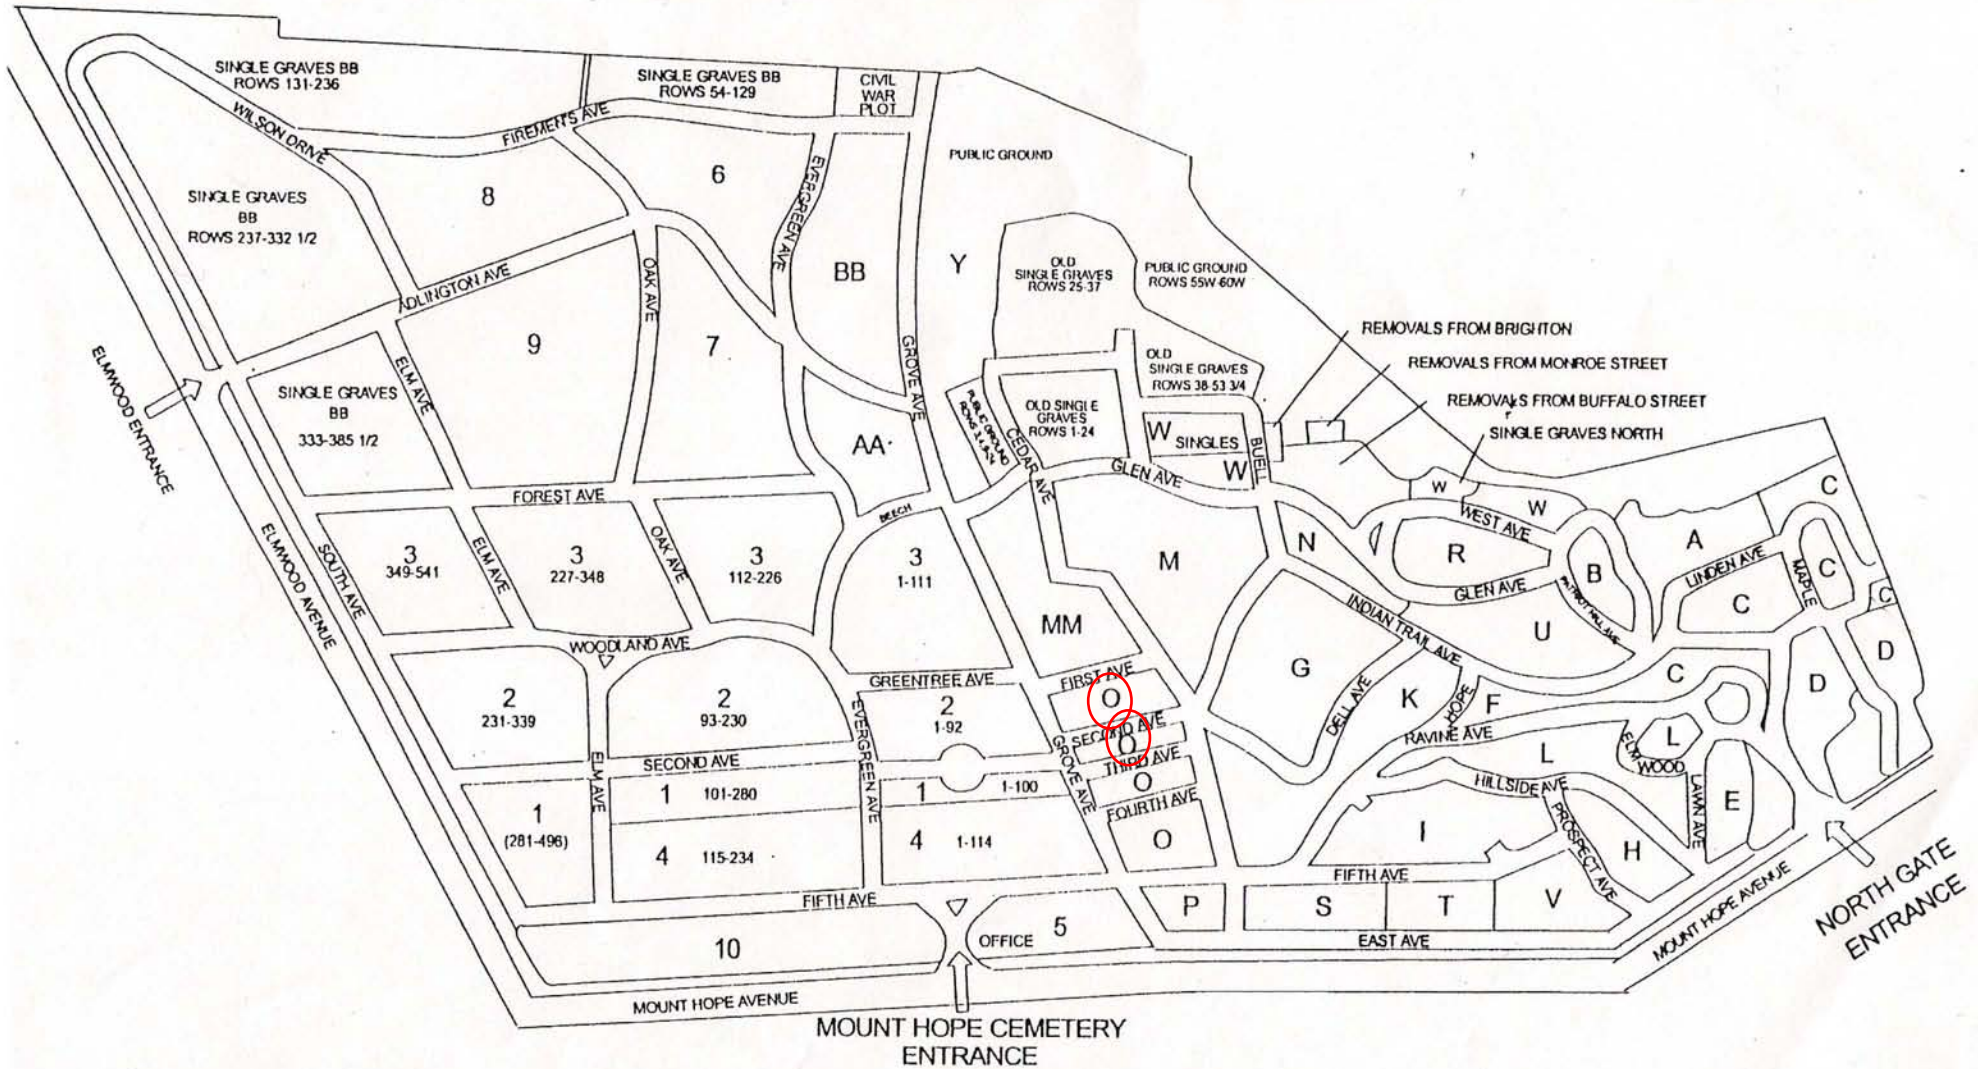 SINGLE GRAVES BB
ROWS 131-236
SINGLE GRAVES BB
ROWS 54-129
CIVIL
WAR
PLOT
WILSON DRIVE
FIREMEN'S AVE
PUBLIC GROUND
EVERGREEN AVE
6
8
SINGLE GRAVES
BB
ROWS 237-332 1/2
BB
Y
OLD
SINGLE GRAVES
ROWS 25-37
PUBLIC GROUND
ROWS 55W-60W
ADLINGTON AVE
OAK AVE
9
7
GROVE AVE
REMOVALS FROM BRIGHTON
REMOVALS FROM MONROE STREET
REMOVALS FROM BUFFALO STREET
SINGLE GRAVES NORTH
OLD
SINGLE GRAVES
ROWS 38-53 3/4
ELMWOOD ENTRANCE
ELM AVE
SINGLE GRAVES
BB
333-385 1/2
AA
PUBLIC GROUND
OLD SINGLE
GRAVES
ROWS 1-24
CEDAR AVE
W
SINGLES
W
BUELL
GLEN AVE
W
W
WEST AVE
C
FOREST AVE
BEECH
A
ELMWOOD AVENUE
SOUTH AVE
3
349-541
ELM AVE
3
227-348
OAK AVE
3
112-226
3
1-111
M
N
R
B
LINDEN AVE
MAPLE
C
C
C
GLEN AVE
PATRIOT HILL AVE
INDIAN TRAIL AVE
MM
U
WOODLAND AVE
GREENTREE AVE
FIRST AVE
G
K
HOPE
F
C
D
D
2
231-339
2
93-230
2
1-92
EVERGREEN AVE
O
SECOND AVE
O
THIRD AVE
O
FOURTH AVE
O
GROVE AVE
DELL AVE
RAVINE AVE
L
ELM
WOOD
L
LAWN AVE
E
SECOND AVE
ELM AVE
1
(281-496)
1
101-280
1
1-100
4
115-234
4
1-114
HILLSIDE AVE
PROSPECT AVE
I
H
FIFTH AVE
FIFTH AVE
P
S
T
V
10
OFFICE
5
EAST AVE
MOUNT HOPE AVENUE
NORTH GATE
ENTRANCE
MOUNT HOPE AVENUE
MOUNT HOPE CEMETERY
ENTRANCE